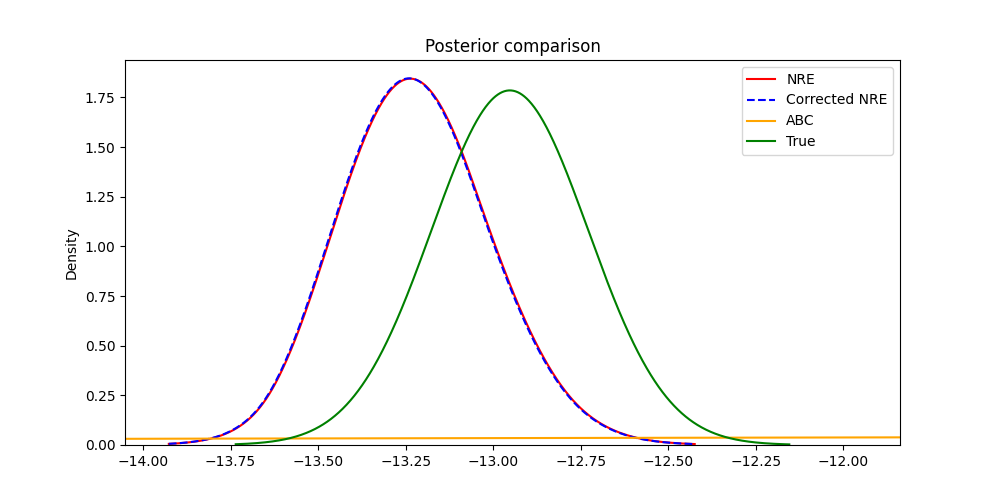 Posterior comparison
NRE
Corrected NRE
ABC
True
Density
1.75
1.50
1.25
1.00
0.75
0.50
0.25
0.00
−14.00 −13.75 −13.50 −13.25 −13.00 −12.75 −12.50 −12.25 −12.00